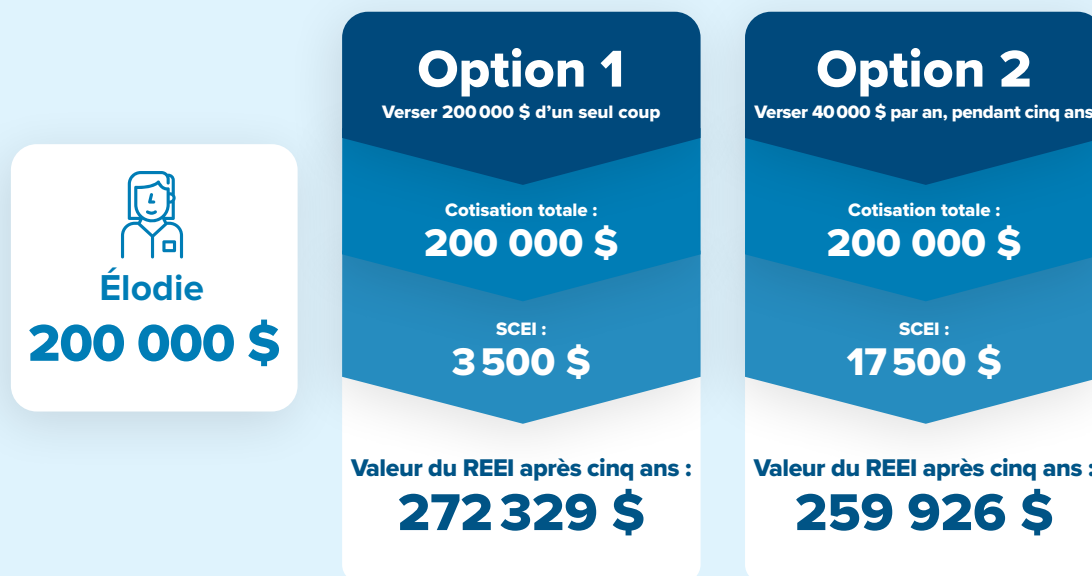 Élodie
200 000 $
Option 1
Verser 200 000 $ d’un seul coup
Cotisation totale :
200 000 $
SCEI :
3 500 $
Valeur du REEI après cinq ans :
272 329 $
Option 2
Verser 40 000 $ par an, pendant cinq ans
Cotisation totale :
200 000 $
SCEI :
17 500 $
Valeur du REEI après cinq ans :
259 926 $